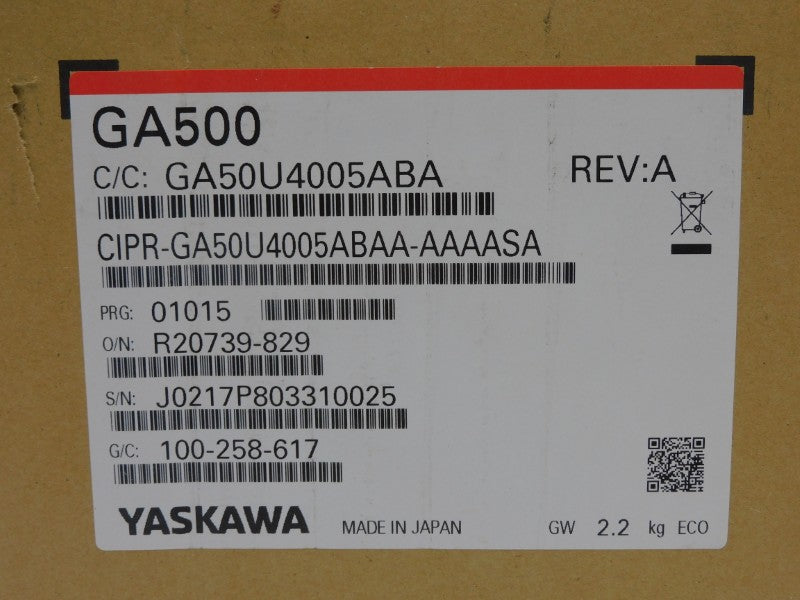 GA500
C/C: GA50U4005ABA
REV:A
CIPR-GA50U4005ABAA-AAAASA
PRG: 01015
O/N: R20739-829
S/N: J0217P803310025
G/C: 100-258-617
YASKAWA MADE IN JAPAN GW 2.2 kg ECO